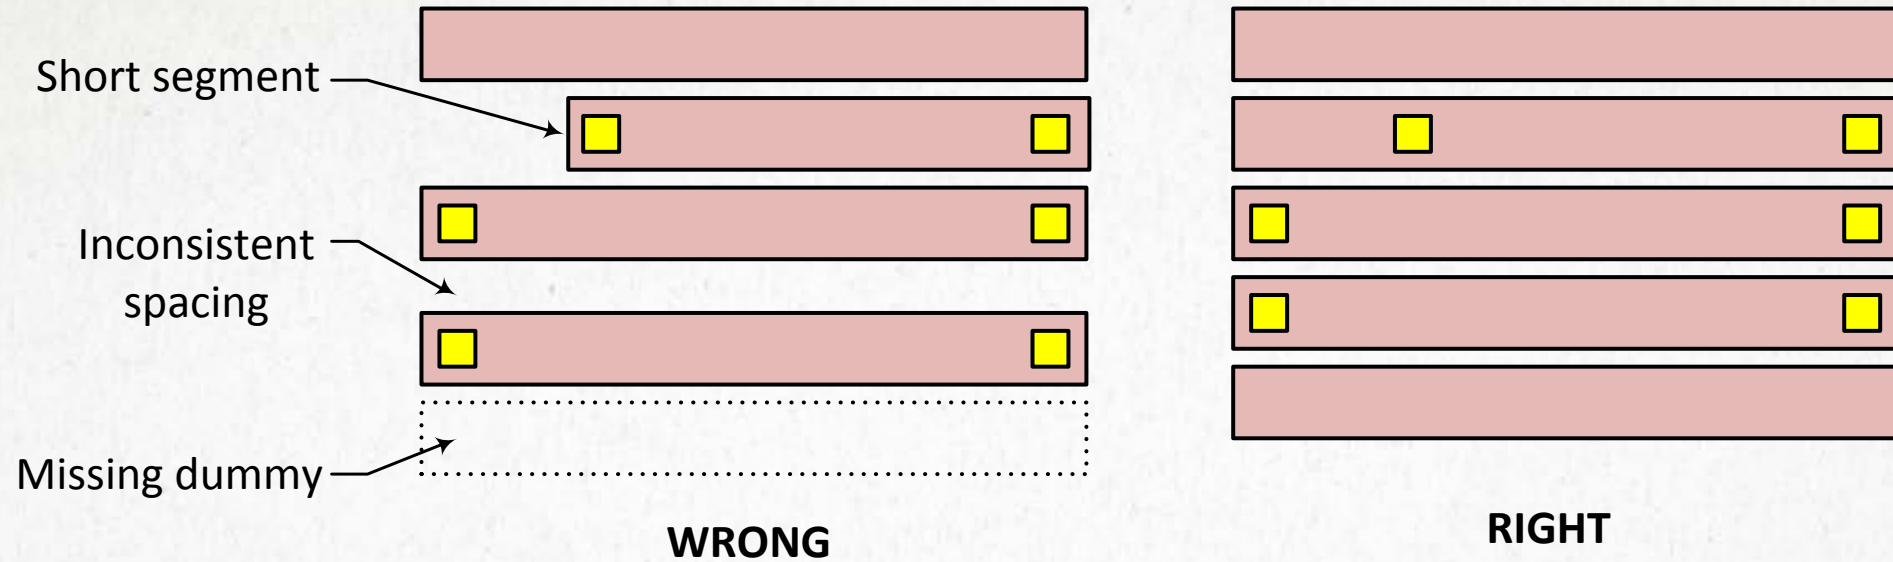 Short segment
Inconsistent
spacing
Missing dummy
WRONG
RIGHT